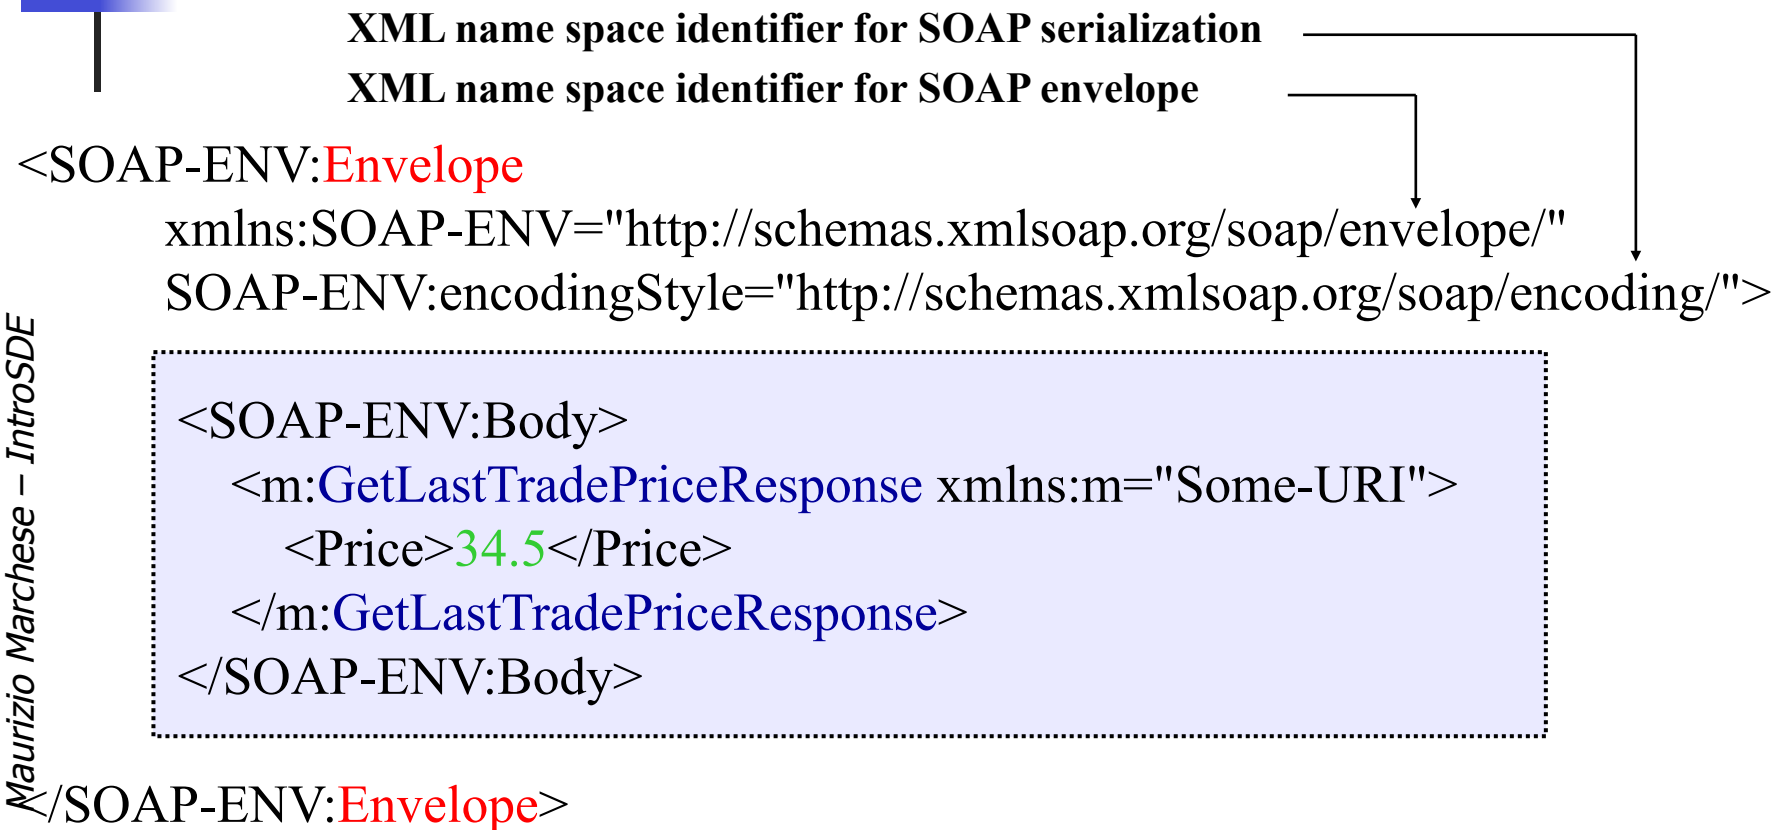 XML name space identifier for SOAP serialization
XML name space identifier for SOAP envelope
<SOAP-ENV:Envelope
xmlns:SOAP-ENV="http://schemas.xmlsoap.org/soap/envelope/"
SOAP-ENV:encodingStyle="http://schemas.xmlsoap.org/soap/encoding/">
<SOAP-ENV:Body>
<m:GetLastTradePriceResponse xmlns:m="Some-URI">
<Price>34.5</Price>
</m:GetLastTradePriceResponse>
</SOAP-ENV:Body>
</SOAP-ENV:Envelope>
Maurizio Marchese – IntroSDE